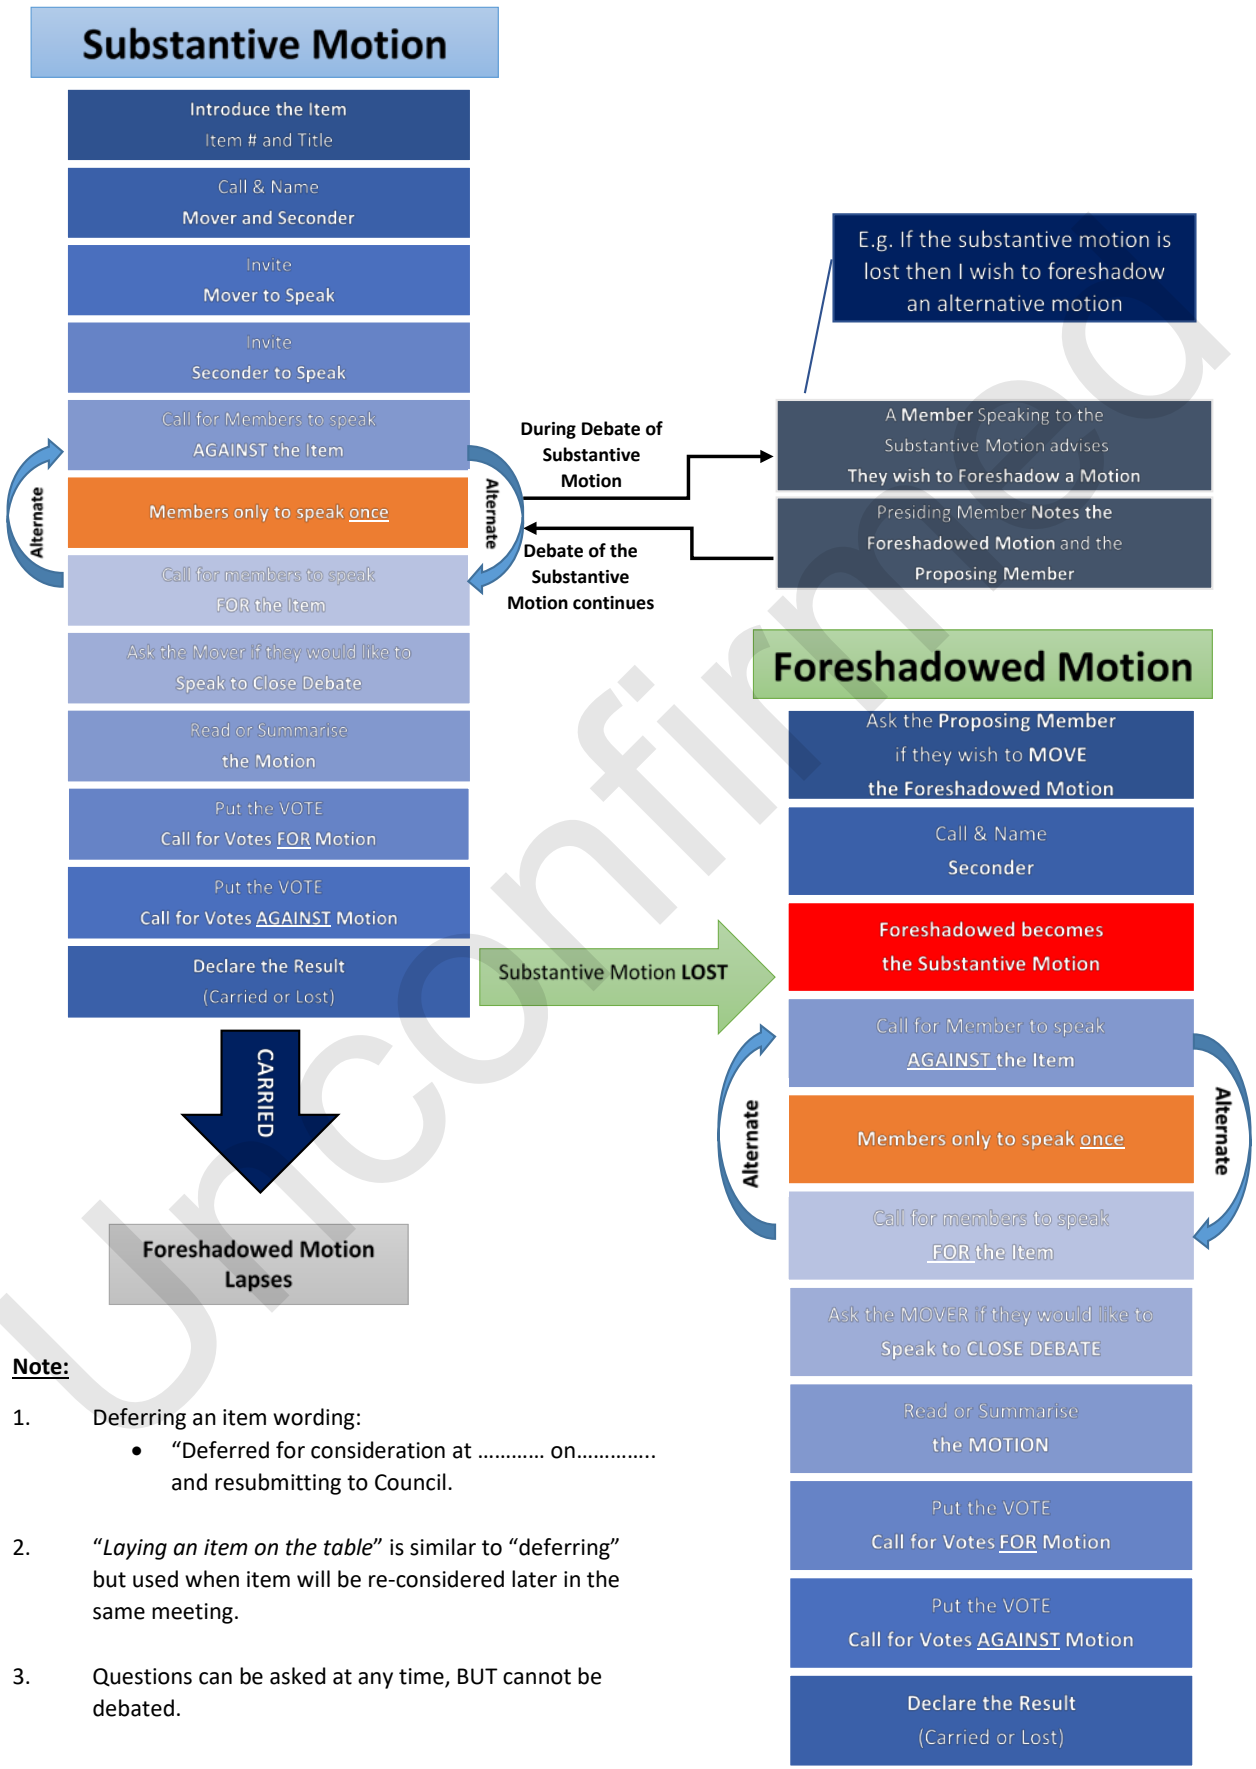 Substantive Motion
Introduce the Item
Item # and Title
Call & Name
Mover and Seconder
Invite
Mover to Speak
Invite
Seconder to Speak
Call for Members to speak
AGAINST the Item
Members only to speak once
Call for members to speak
FOR the Item
Alternate
Alternate
Ask the Mover if they would like to
Speak to Close Debate
Read or Summarise
the Motion
Put the VOTE
Call for Votes FOR Motion
Put the VOTE
Call for Votes AGAINST Motion
Declare the Result
(Carried or Lost)
CARRIED
Foreshadowed Motion
Lapses
During Debate of
Substantive
Motion
Debate of the
Substantive
Motion continues
E.g. If the substantive motion is
lost then I wish to foreshadow
an alternative motion
A Member Speaking to the
Substantive Motion advises
They wish to Foreshadow a Motion
Presiding Member Notes the
Foreshadowed Motion and the
Proposing Member
Substantive Motion LOST
Foreshadowed Motion
Ask the Proposing Member
if they wish to MOVE
the Foreshadowed Motion
Call & Name
Seconder
Foreshadowed becomes
the Substantive Motion
Call for Member to speak
AGAINST the Item
Members only to speak once
Call for members to speak
FOR the Item
Alternate
Alternate
Ask the MOVER if they would like to
Speak to CLOSE DEBATE
Read or Summarise
the MOTION
Put the VOTE
Call for Votes FOR Motion
Put the VOTE
Call for Votes AGAINST Motion
Declare the Result
(Carried or Lost)
Note:
1. Deferring an item wording:
• “Deferred for consideration at ………… on…………..
and resubmitting to Council.
2. “Laying an item on the table” is similar to “deferring”
but used when item will be re-considered later in the
same meeting.
3. Questions can be asked at any time, BUT cannot be
debated.
Unconfirmed